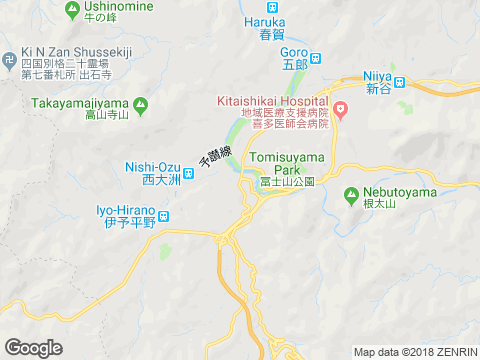 Ushinomine
牛の峰
Haruka
春賀
Ki N Zan Shussekiji
四国別格二十霊場
第七番札所 出石寺
Goro
五郎
Niiya
新谷
Takayamajiyama
高山寺山
Kitaishikai Hospital
地域医療支援病院
喜多医師会病院
予讃線
Nishi-Ozu
西大洲
Tomisuyama
Park
冨士山公園
Nebutoyama
根太山
Iyo-Hirano
伊予平野
Google
Map data ©2018 ZENRIN